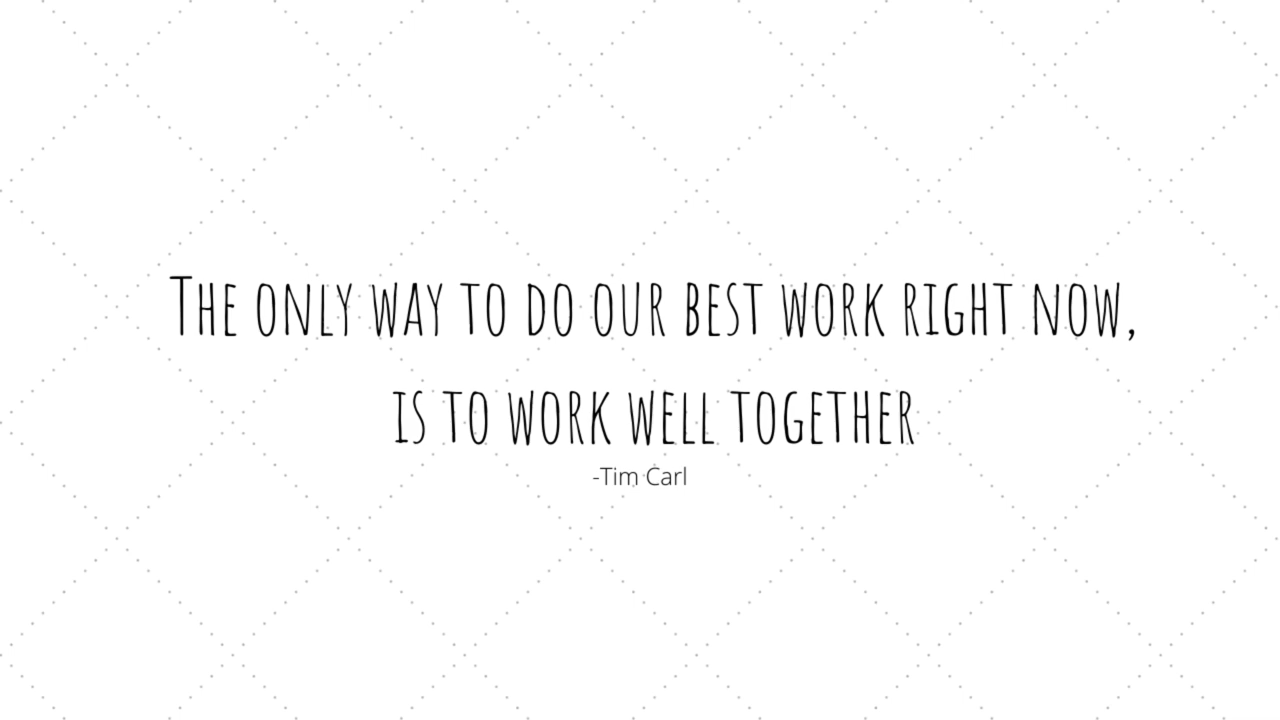 The only way to do our best work right now,
is to work well together
-Tim Carl